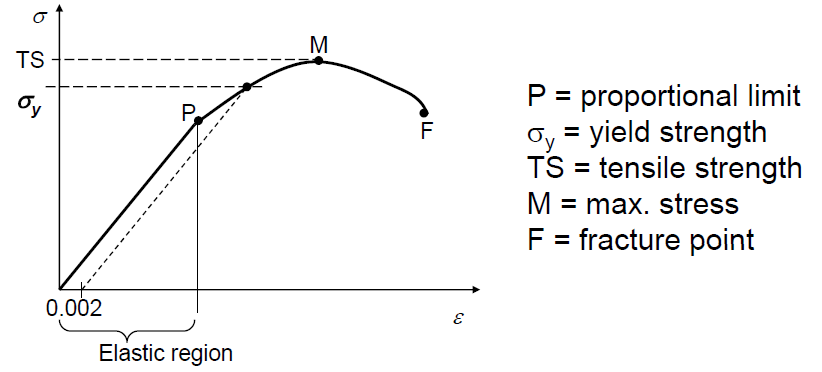 σ
TS
M
σy
P
F
0.002
ε
Elastic region
P = proportional limit
σy = yield strength
TS = tensile strength
M = max. stress
F = fracture point